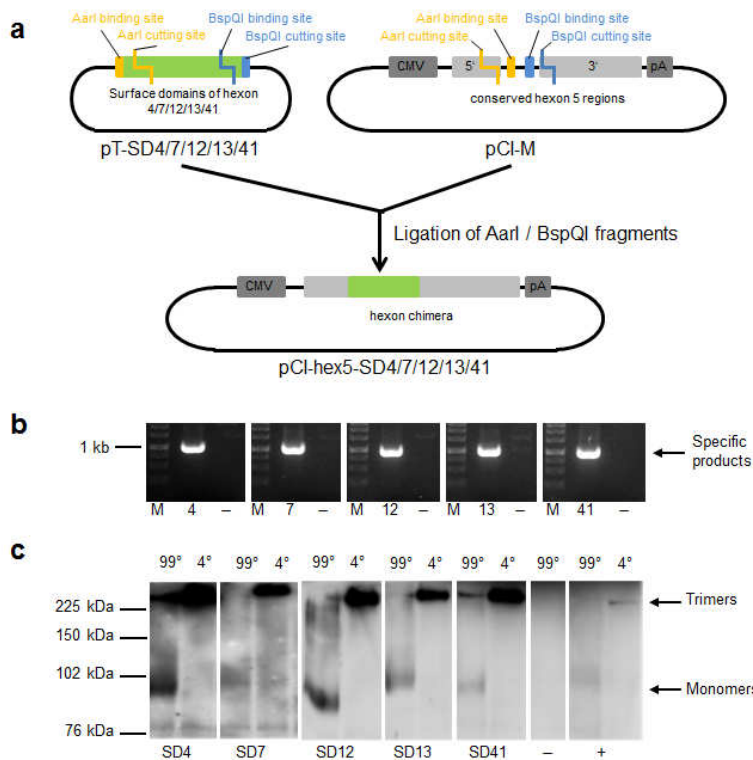 a
AarI binding site
AarI cutting site
BspQI binding site
BspQI cutting site
Surface domains of hexon
4/7/12/13/41
pT-SD4/7/12/13/41
AarI binding site
AarI cutting site
BspQI binding site
BspQI cutting site
CMV
5'
3'
pA
conserved hexon 5 regions
pCI-M
Ligation of AarI / BspQI fragments
CMV
pA
hexon chimera
pCI-hex5-SD4/7/12/13/41
b
1 kb
Specific
products
M 4 – M 7 – M 12 – M 13 – M 41 –
c
99° 4° 99° 4° 99° 4° 99° 4° 99° 4° 99° 99° 4°
225 kDa
Trimers
150 kDa
102 kDa
Monomers
76 kDa
SD4 SD7 SD12 SD13 SD41 – +